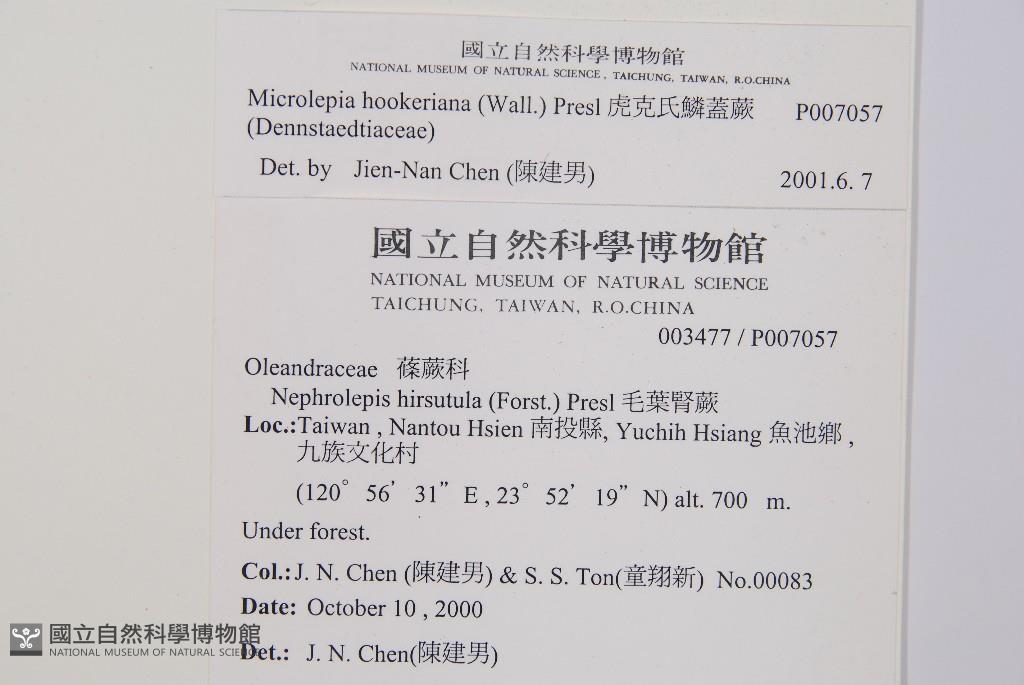 國立自然科學博物館
NATIONAL MUSEUM OF NATURAL SCIENCE, TAICHUNG, TAIWAN, R.O.CHINA
Microlepia hookeriana (Wall.) Presl 虎克氏鱗蓋蕨 P007057
(Dennstaedtiaceae)
Det. by Jien-Nan Chen (陳建男) 2001.6. 7
國立自然科學博物館
NATIONAL MUSEUM OF NATURAL SCIENCE
TAICHUNG, TAIWAN, R.O.CHINA
003477 / P007057
Oleandraceae 蓧蕨科
Nephrolepis hirsutula (Forst.) Presl 毛葉腎蕨
Loc.:Taiwan , Nantou Hsien 南投縣, Yuchih Hsiang 魚池鄉 ,
九族文化村
(120° 56’ 31” E , 23° 52’ 19” N) alt. 700 m.
Under forest.
Col.: J. N. Chen (陳建男) & S. S. Ton(童翔新) No.00083
Date: October 10 , 2000
Det.: J. N. Chen(陳建男)
國立自然科學博物館
NATIONAL MUSEUM OF NATURAL SCIENCE